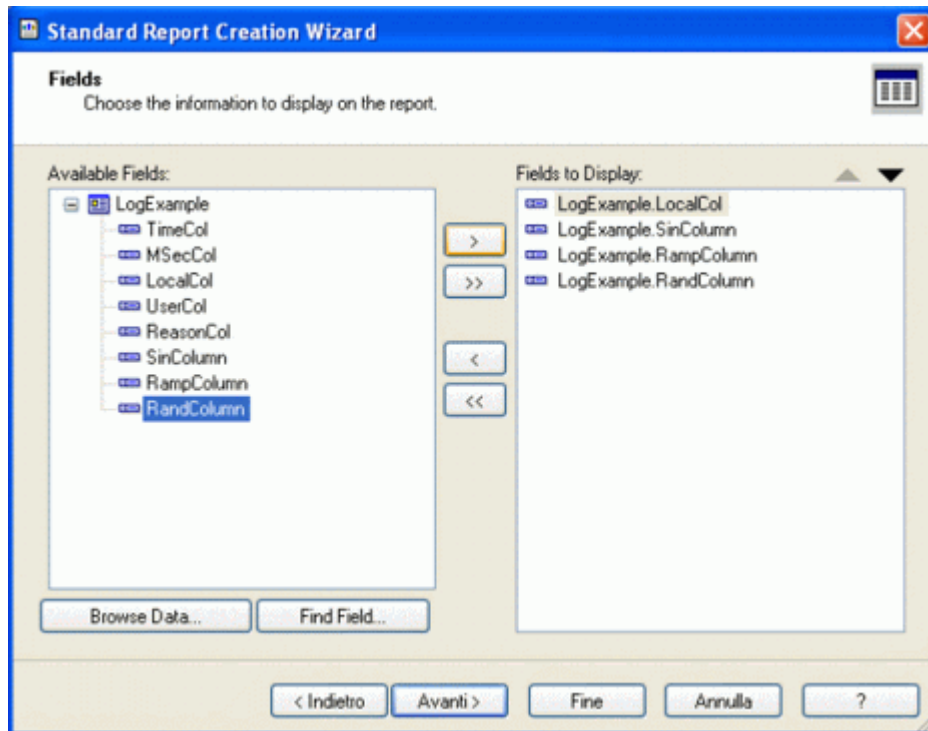 Standard Report Creation Wizard
Fields
Choose the information to display on the report.
Available Fields:
LogExample
TimeCol
MSecCol
LocalCol
UserCol
ReasonCol
SinColumn
RampColumn
RandColumn
>
>>
<
<<
Fields to Display:
LogExample.LocalCol
LogExample.SinColumn
LogExample.RampColumn
LogExample.RandColumn
Browse Data... Find Field...
< Indietro Avanti > Fine Annulla ?